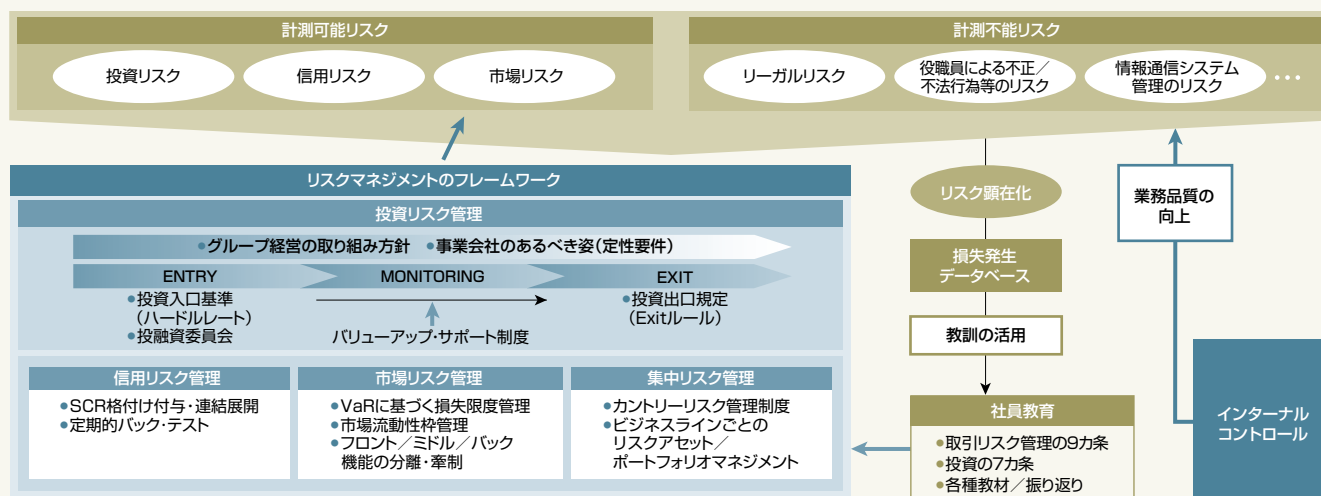 計測可能リスク
投資リスク
信用リスク
市場リスク
計測不能リスク
リーガルリスク
役職員による不正／
不法行為等のリスク
情報通信システム
管理のリスク
…
リスクマネジメントのフレームワーク
投資リスク管理
●グループ経営の取り組み方針 ●事業会社のあるべき姿（定性要件）
ENTRY
MONITORING
EXIT
●投資入口基準
（ハードルレート）
●投融資委員会
バリューアップ・サポート制度
●投資出口規定
（Exitルール）
信用リスク管理
●SCR格付け付与・連結展開
●定期的バック・テスト
市場リスク管理
●VaRに基づく損失限度管理
●市場流動性枠管理
●フロント／ミドル／バック
機能の分離・牽制
集中リスク管理
●カントリーリスク管理制度
●ビジネスラインごとの
リスクアセット／
ポートフォリオマネジメント
リスク顕在化
損失発生
データベース
教訓の活用
社員教育
●取引リスク管理の9カ条
●投資の7カ条
●各種教材／振り返り
業務品質の
向上
インターナル
コントロール